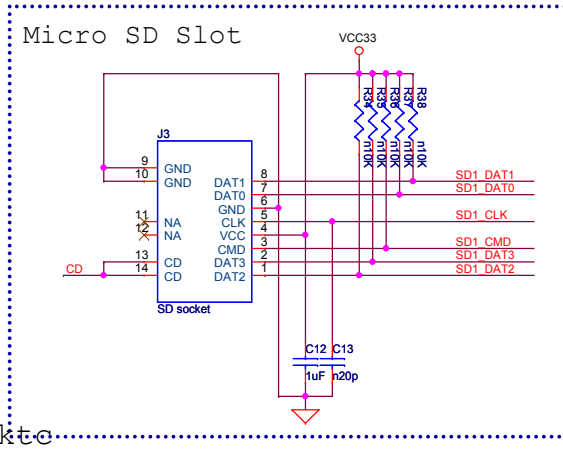 Micro SD Slot
VCC33
R34
R35
R36
R37
R38
n10K
n10K
n10K
n10K
n10K
J3
9 GND
10 GND
11 NA
12 NA
13 CD
14 CD
CD
DAT1 8 SD1_DAT1
DAT0 7 SD1_DAT0
GND 6
CLK 5 SD1_CLK
VCC 4
CMD 3 SD1_CMD
DAT3 2 SD1_DAT3
DAT2 1 SD1_DAT2
SD socket
C12 C13
1uF n20p
ktc